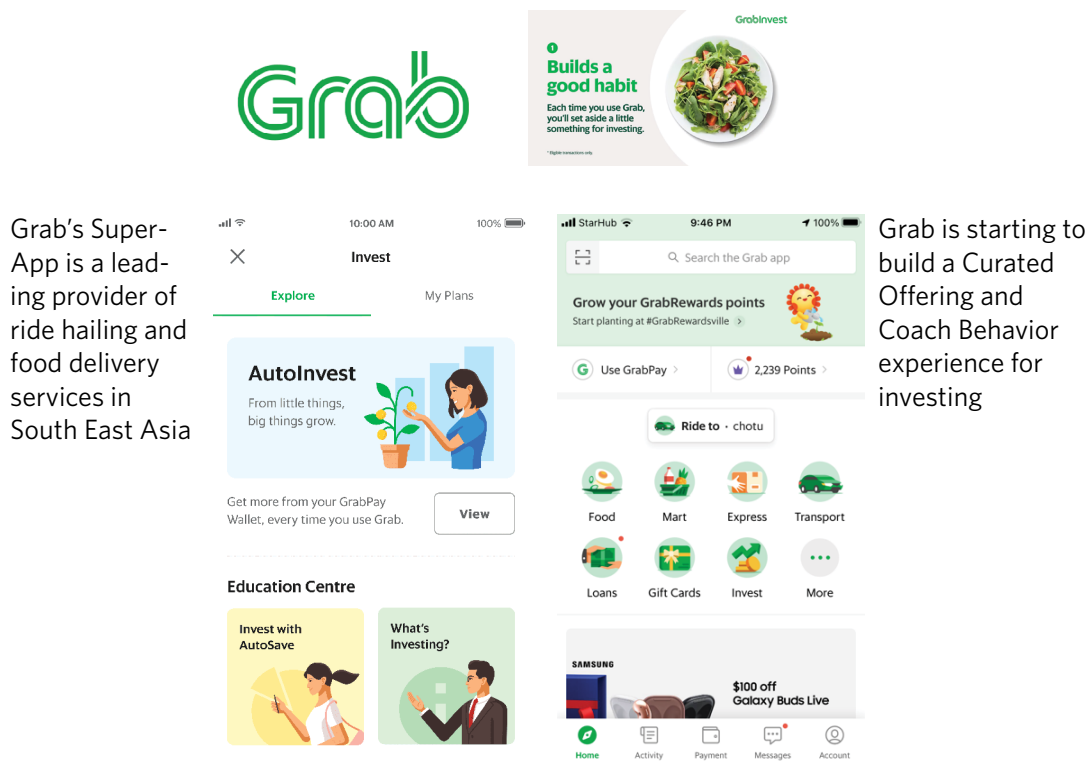 Grab
GrabInvest
1
Builds a
good habit
Each time you use Grab,
you'll set aside a little
something for investing.
* Eligible transactions only.
Grab's Super-
App is a lead-
ing provider of
ride hailing and
food delivery
services in
South East Asia
10:00 AM
100%
Invest
Explore
My Plans
AutoInvest
From little things,
big things grow.
Get more from your GrabPay
Wallet, every time you use Grab.
View
Education Centre
Invest with
AutoSave
What's
Investing?
StarHub
9:46 PM
100%
Search the Grab app
Grow your GrabRewards points
Start planting at #GrabRewardsville >
G
Use GrabPay >
2,239 Points >
Ride to · chotu
Food
Mart
Express
Transport
Loans
Gift Cards
Invest
More
SAMSUNG
$100 off
Galaxy Buds Live
Home
Activity
Payment
Messages
Account
Grab is starting to
build a Curated
Offering and
Coach Behavior
experience for
investing